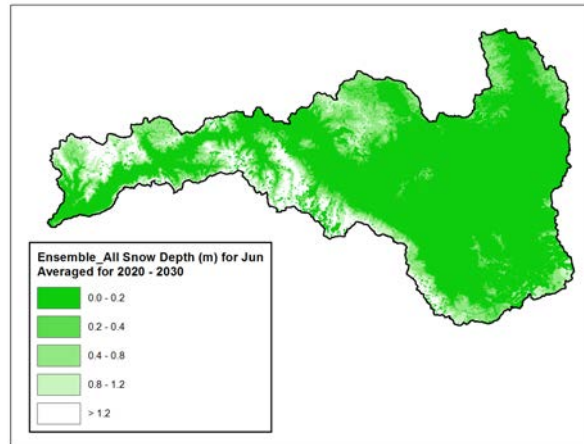 Ensemble_All Snow Depth (m) for Jun
Averaged for 2020 - 2030
0.0 - 0.2
0.2 - 0.4
0.4 - 0.8
0.8 - 1.2
> 1.2